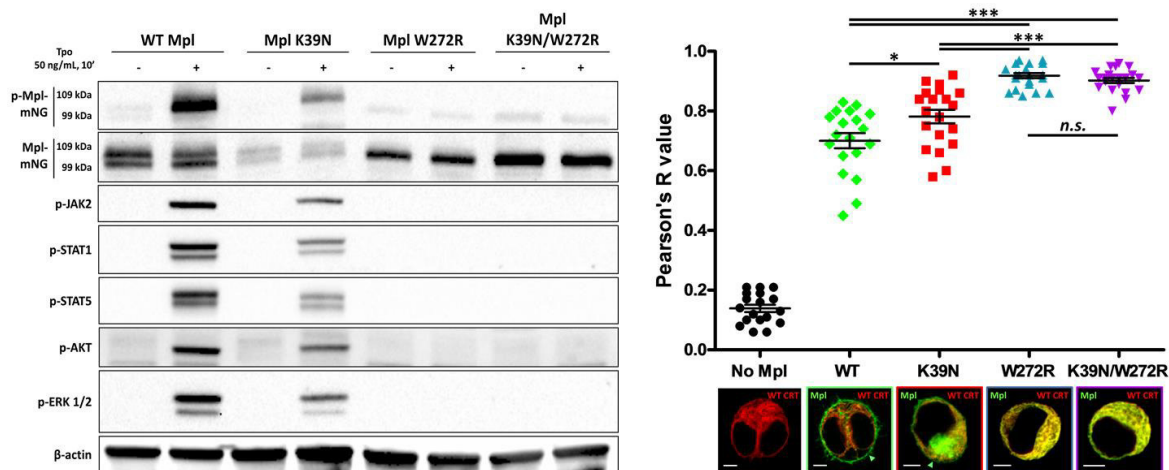 WT Mpl
Mpl K39N
Mpl W272R
Mpl
K39N/W272R
Tpo
50 ng/mL, 10'
- + - + - + - +
p-Mpl-
mNG
109 kDa
99 kDa
Mpl-
mNG
109 kDa
99 kDa
p-JAK2
p-STAT1
p-STAT5
p-AKT
p-ERK 1/2
β-actin
Pearson's R value
1.0
0.8
0.6
0.4
0.2
0.0
***
***
*
n.s.
No Mpl WT K39N W272R K39N/W272R
WT CRT
Mpl WT CRT
Mpl WT CRT
Mpl WT CRT
Mpl WT CRT